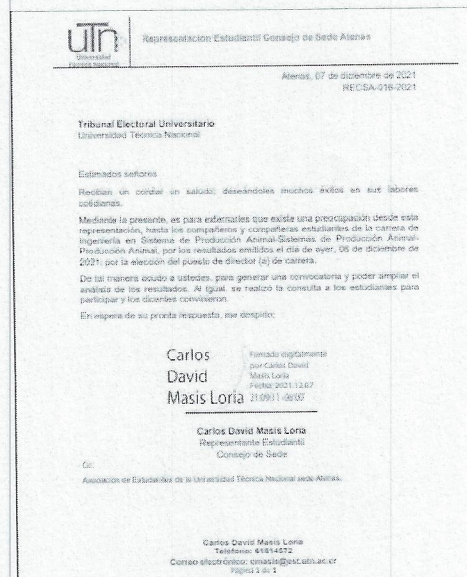 utn
Universidad
Técnica Nacional
Representación Estudiantil Consejo de Sede Atenas
Atenas, 07 de diciembre de 2021
RECSA-016-2021
Tribunal Electoral Universitario
Universidad Técnica Nacional
Estimados señores
Reciban un cordial un saludo, deseándoles muchos éxitos en sus labores
cotidianas.
Mediante la presente, es para externarles que existe una preocupación desde esta
representación, hasta los compañeros y compañeras estudiantes de la carrera de
Ingeniería en Sistema de Producción Animal-Sistemas de Producción Animal-
Producción Animal, por los resultados emitidos el día de ayer, 06 de diciembre de
2021, por la elección del puesto de director (a) de carrera.
De tal manera acudo a ustedes, para generar una convocatoria y poder ampliar el
análisis de los resultados. Al igual, se realizó la consulta a los estudiantes para
participar y los dicentes convinieron.
En espera de su pronta respuesta, me despido;
Carlos
David
Masis Loria
Firmado digitalmente
por Carlos David
Masis Loria
Fecha: 2021.12.07
21:09:11 -06'00'
Carlos David Masis Loria
Representante Estudiantil
Consejo de Sede
Cc.
Asociación de Estudiantes de la Universidad Técnica Nacional sede Atenas.
Carlos David Masis Loria
Teléfono: 61814572
Correo electrónico: cmasis@est.utn.ac.cr
Página 1 de 1